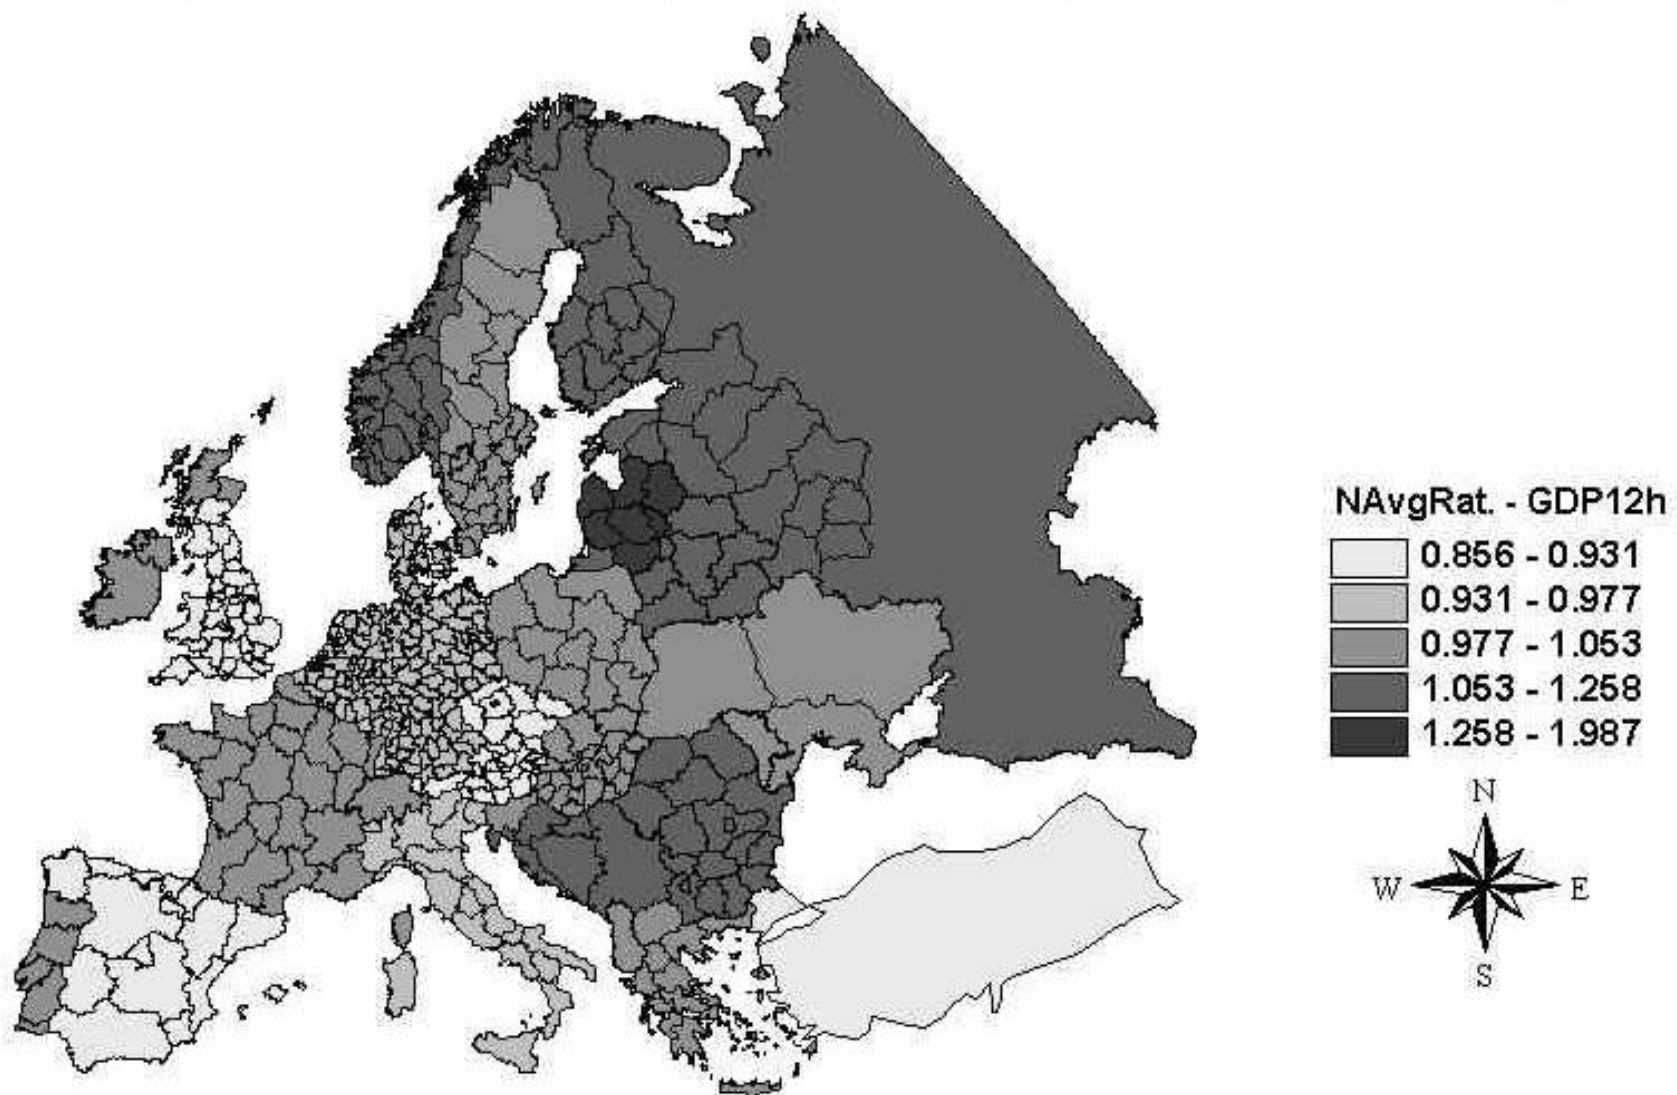 NAvgRat. - GDP12h
0.856 - 0.931
0.931 - 0.977
0.977 - 1.053
1.053 - 1.258
1.258 - 1.987
N
W E
S